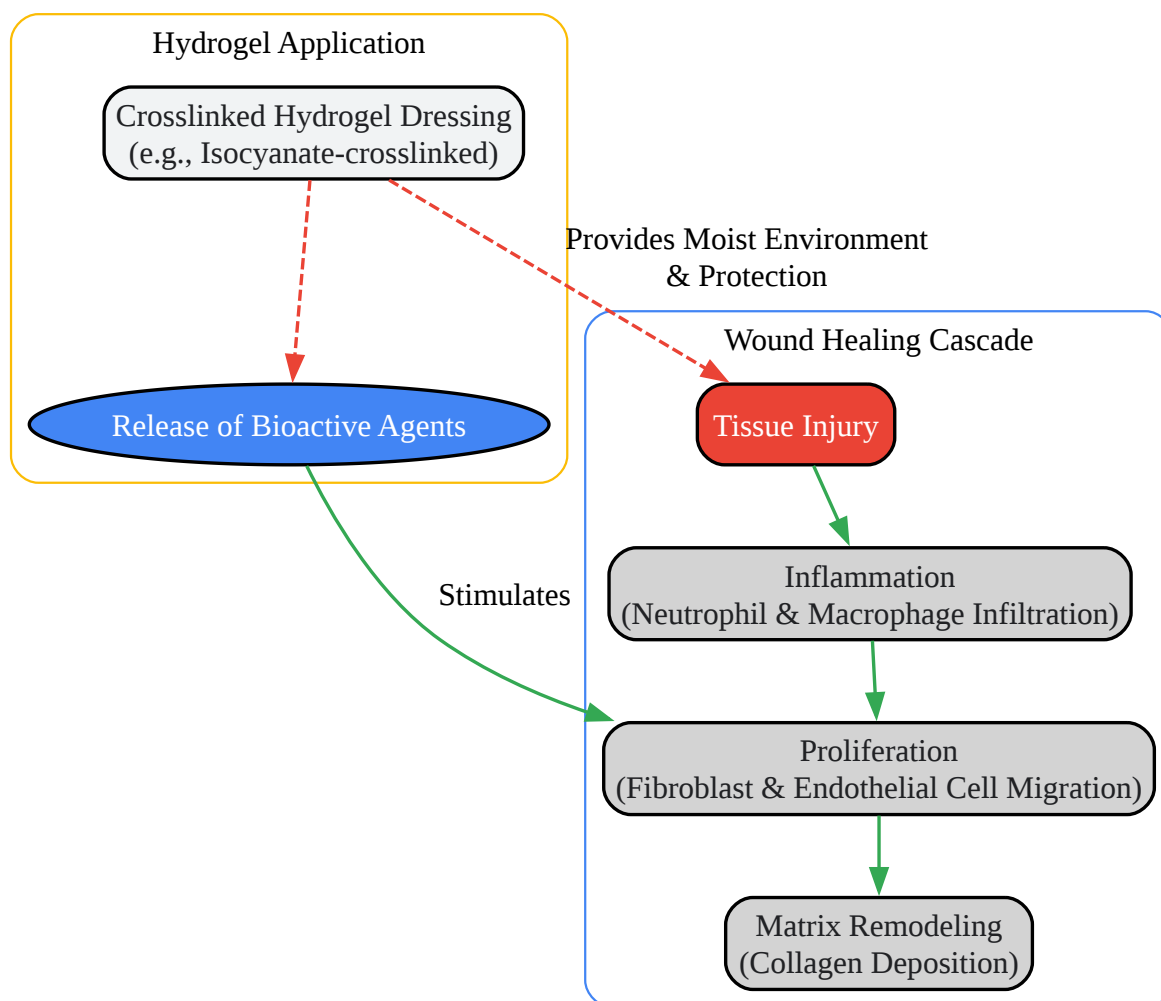 Hydrogel Application
Crosslinked Hydrogel Dressing
(e.g., Isocyanate-crosslinked)
Provides Moist Environment
& Protection
Wound Healing Cascade
Release of Bioactive Agents
Tissue Injury
Inflammation
(Neutrophil & Macrophage Infiltration)
Stimulates
Proliferation
(Fibroblast & Endothelial Cell Migration)
Matrix Remodeling
(Collagen Deposition)